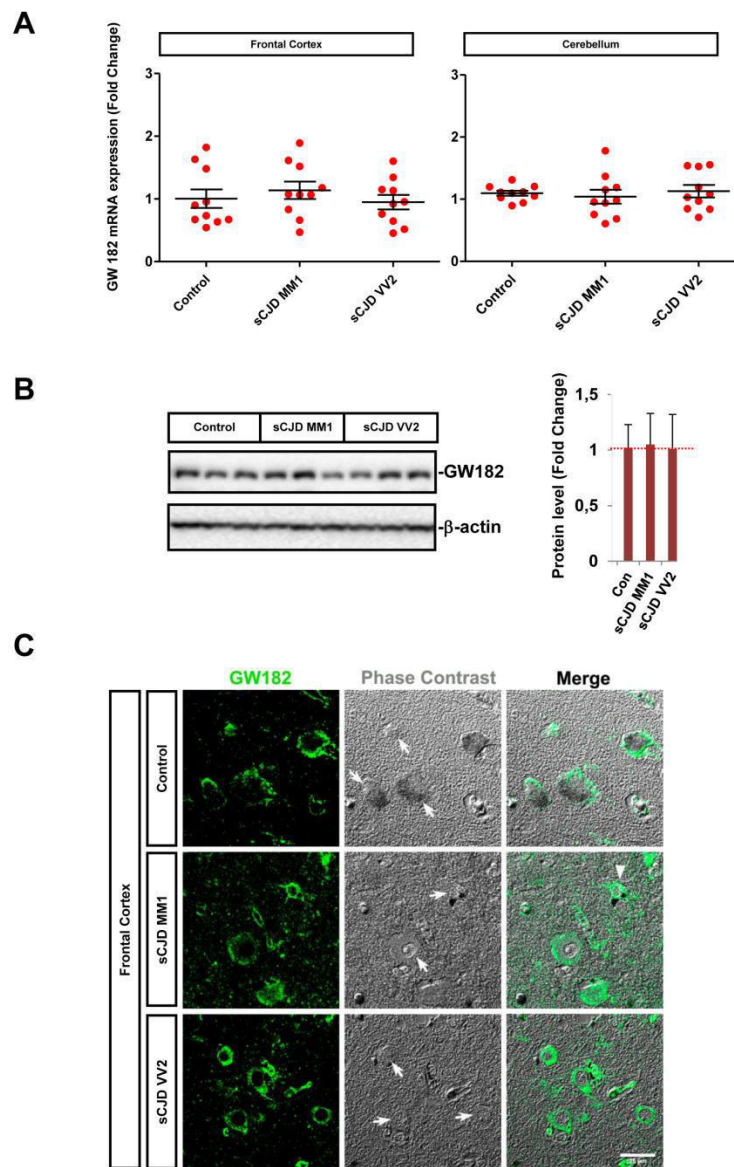 A
Frontal Cortex
Cerebellum
GW 182 mRNA expression (Fold Change)
3
2
1
0
Control
sCJD MM1
sCJD VV2
3
2
1
0
Control
sCJD MM1
sCJD VV2
B
Control
sCJD MM1
sCJD VV2
-GW182
-β-actin
Protein level (Fold Change)
1,5
1
0,5
0
Con
sCJD MM1
sCJD VV2
C
GW182
Phase Contrast
Merge
Frontal Cortex
Control
sCJD MM1
sCJD VV2